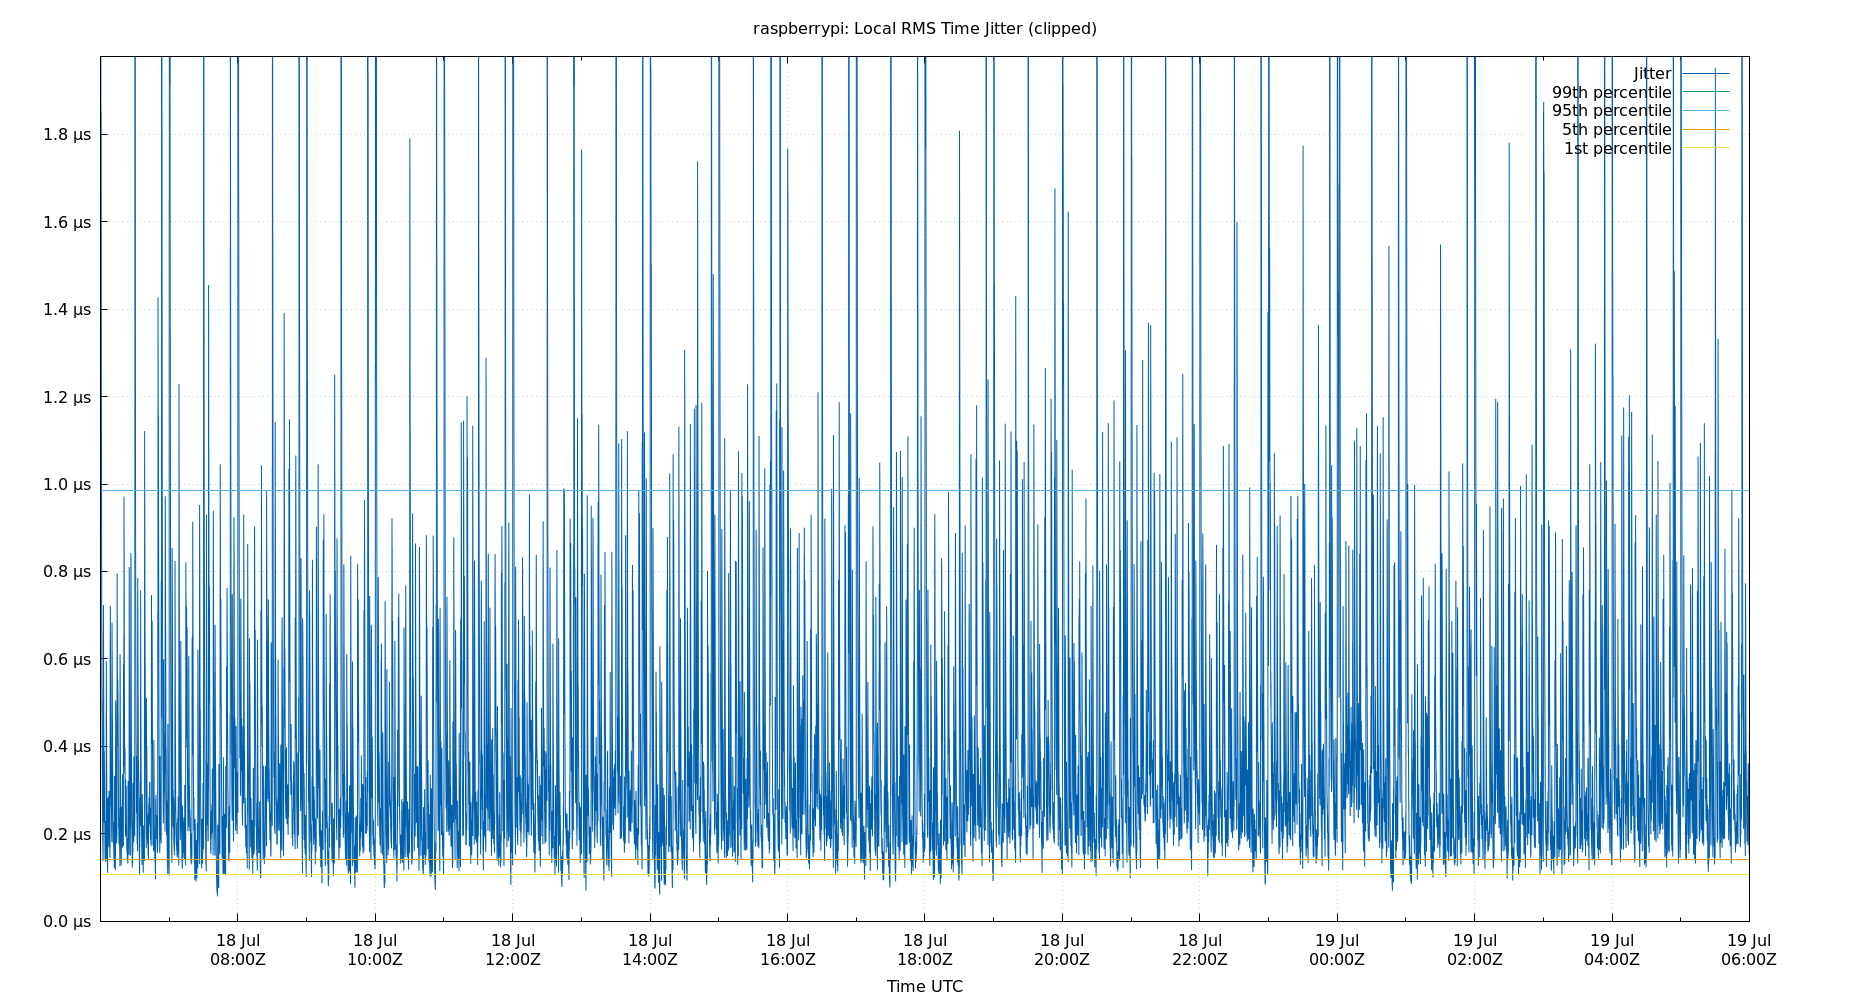 raspberrypi: Local RMS Time Jitter (clipped)
Jitter
99th percentile
95th percentile
5th percentile
1st percentile
1.8 µs
1.6 µs
1.4 µs
1.2 µs
1.0 µs
0.8 µs
0.6 µs
0.4 µs
0.2 µs
0.0 µs
18 Jul 18 Jul 18 Jul 18 Jul 18 Jul 18 Jul 18 Jul 18 Jul 19 Jul 19 Jul 19 Jul 19 Jul
08:00Z 10:00Z 12:00Z 14:00Z 16:00Z 18:00Z 20:00Z 22:00Z 00:00Z 02:00Z 04:00Z 06:00Z
Time UTC